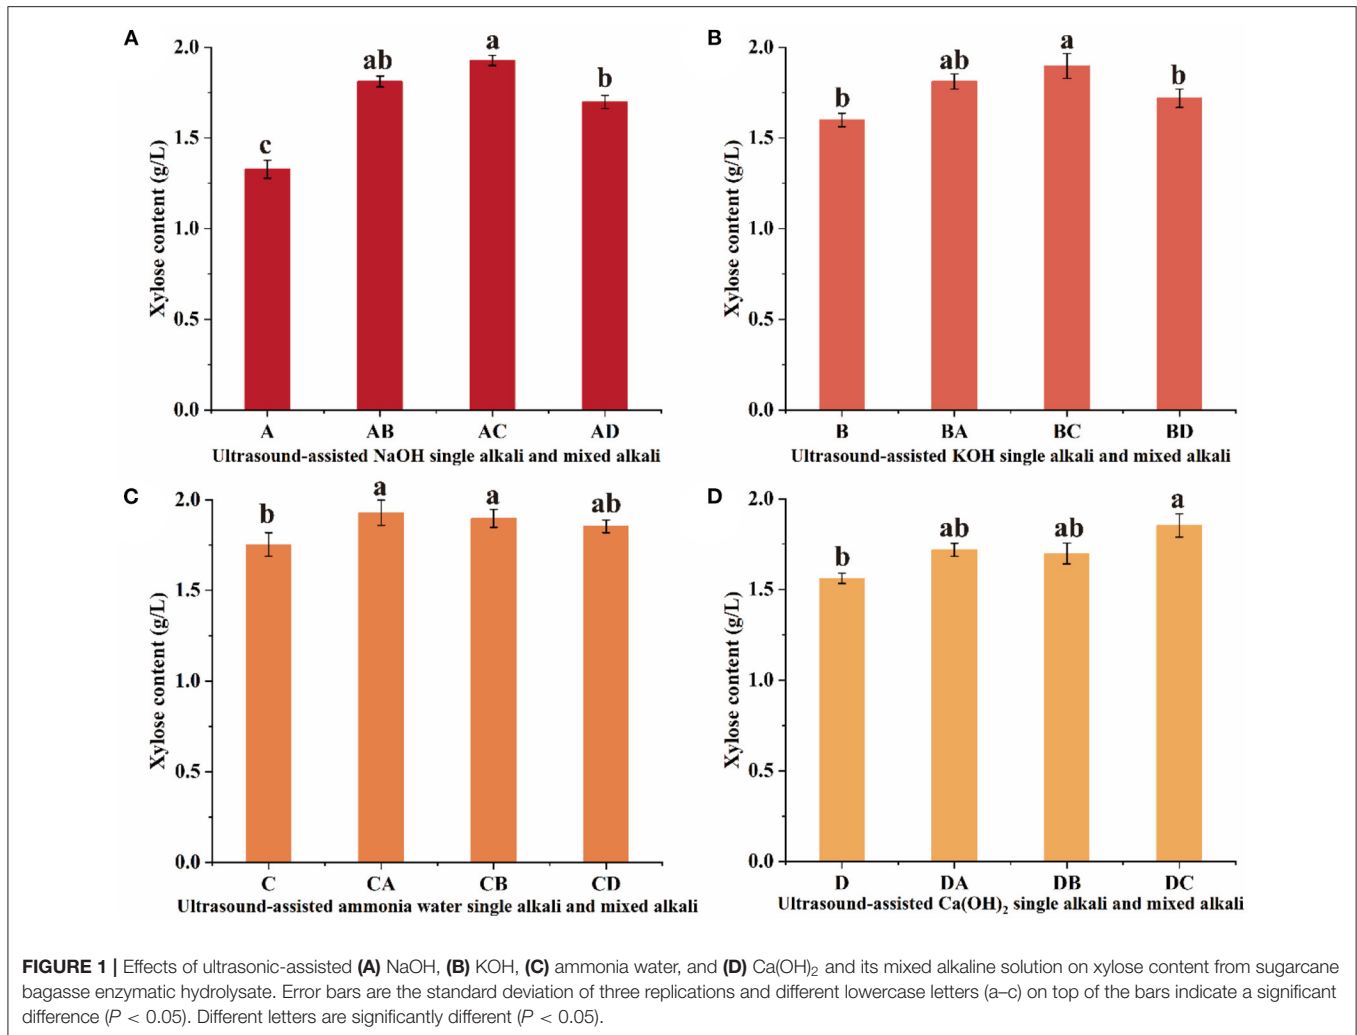 A
a
ab
b
c
2.0
1.5
1.0
0.5
0.0
Xylose content (g/L)
A AB AC AD
Ultrasound-assisted NaOH single alkali and mixed alkali
B
a
ab
b
b
2.0
1.5
1.0
0.5
0.0
Xylose content (g/L)
B BA BC BD
Ultrasound-assisted KOH single alkali and mixed alkali
C
b a a ab
2.0
1.5
1.0
0.5
0.0
Xylose content (g/L)
C CA CB CD
Ultrasound-assisted ammonia water single alkali and mixed alkali
D
b ab ab a
2.0
1.5
1.0
0.5
0.0
Xylose content (g/L)
D DA DB DC
Ultrasound-assisted Ca(OH)₂ single alkali and mixed alkali
FIGURE 1 | Effects of ultrasonic-assisted (A) NaOH, (B) KOH, (C) ammonia water, and (D) Ca(OH)₂ and its mixed alkaline solution on xylose content from sugarcane
bagasse enzymatic hydrolysate. Error bars are the standard deviation of three replications and different lowercase letters (a–c) on top of the bars indicate a significant
difference (P < 0.05). Different letters are significantly different (P < 0.05).